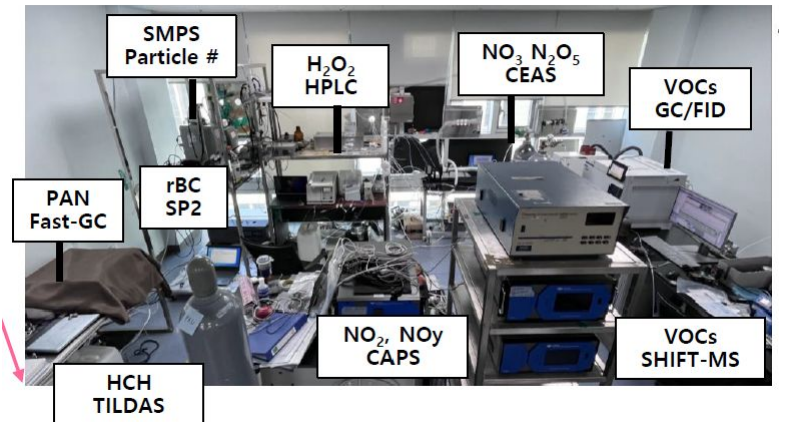 SMPS
Particle #
H₂O₂
HPLC
NO₃ N₂O₅
CEAS
VOCs
GC/FID
PAN
Fast-GC
rBC
SP2
NO₂, NOy
CAPS
VOCs
SHIFT-MS
HCH
TILDAS